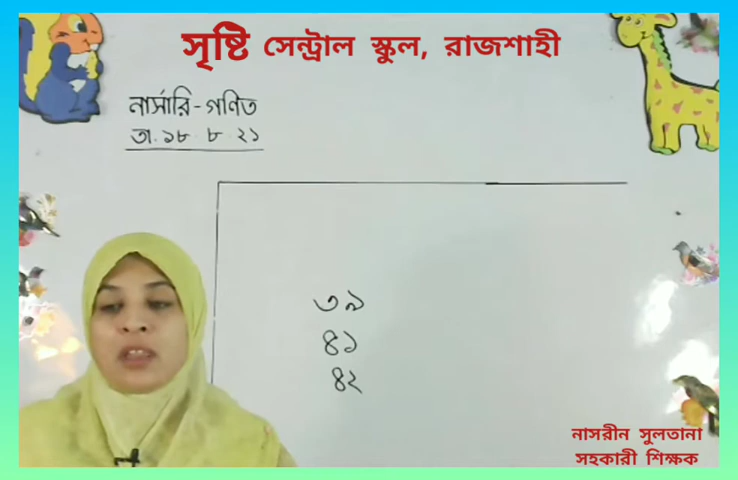 সৃষ্টি সেন্ট্রাল স্কুল, রাজশাহী
নার্সারি-গণিত
তা. ১৮ ৮ ২১
৩৯
৪১
৪২
নাসরীন সুলতানা
সহকারী শিক্ষক